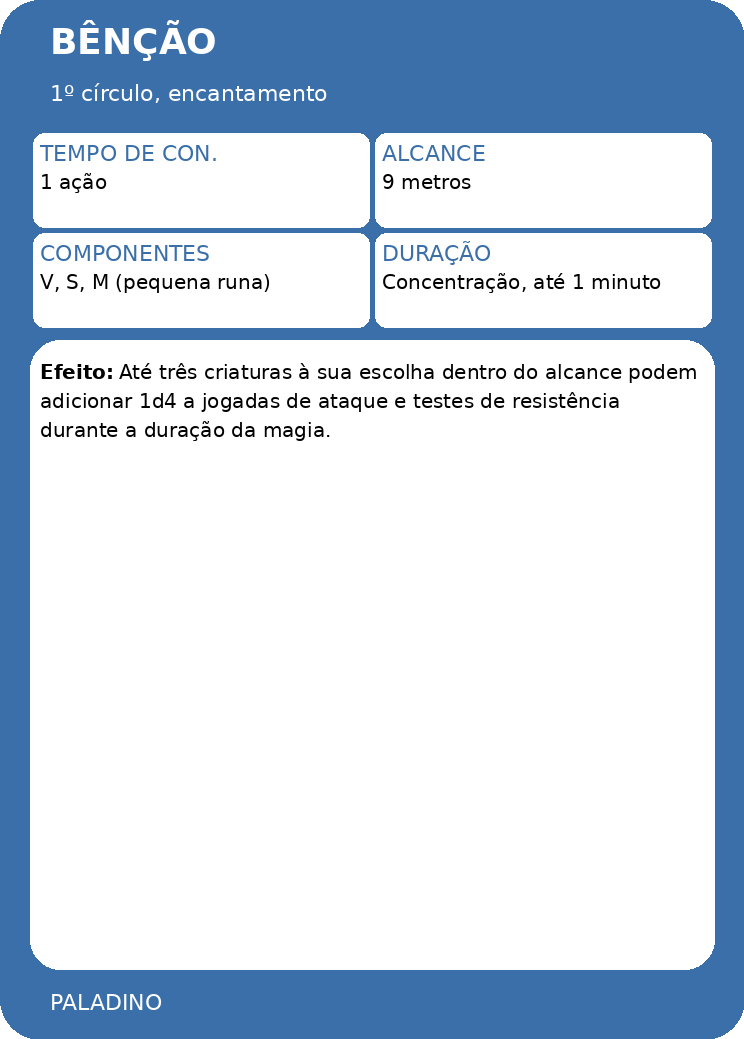 BÊNÇÃO
1º círculo, encantamento
TEMPO DE CON.
1 ação
ALCANCE
9 metros
COMPONENTES
V, S, M (pequena runa)
DURAÇÃO
Concentração, até 1 minuto
Efeito: Até três criaturas à sua escolha dentro do alcance podem
adicionar 1d4 a jogadas de ataque e testes de resistência
durante a duração da magia.
PALADINO